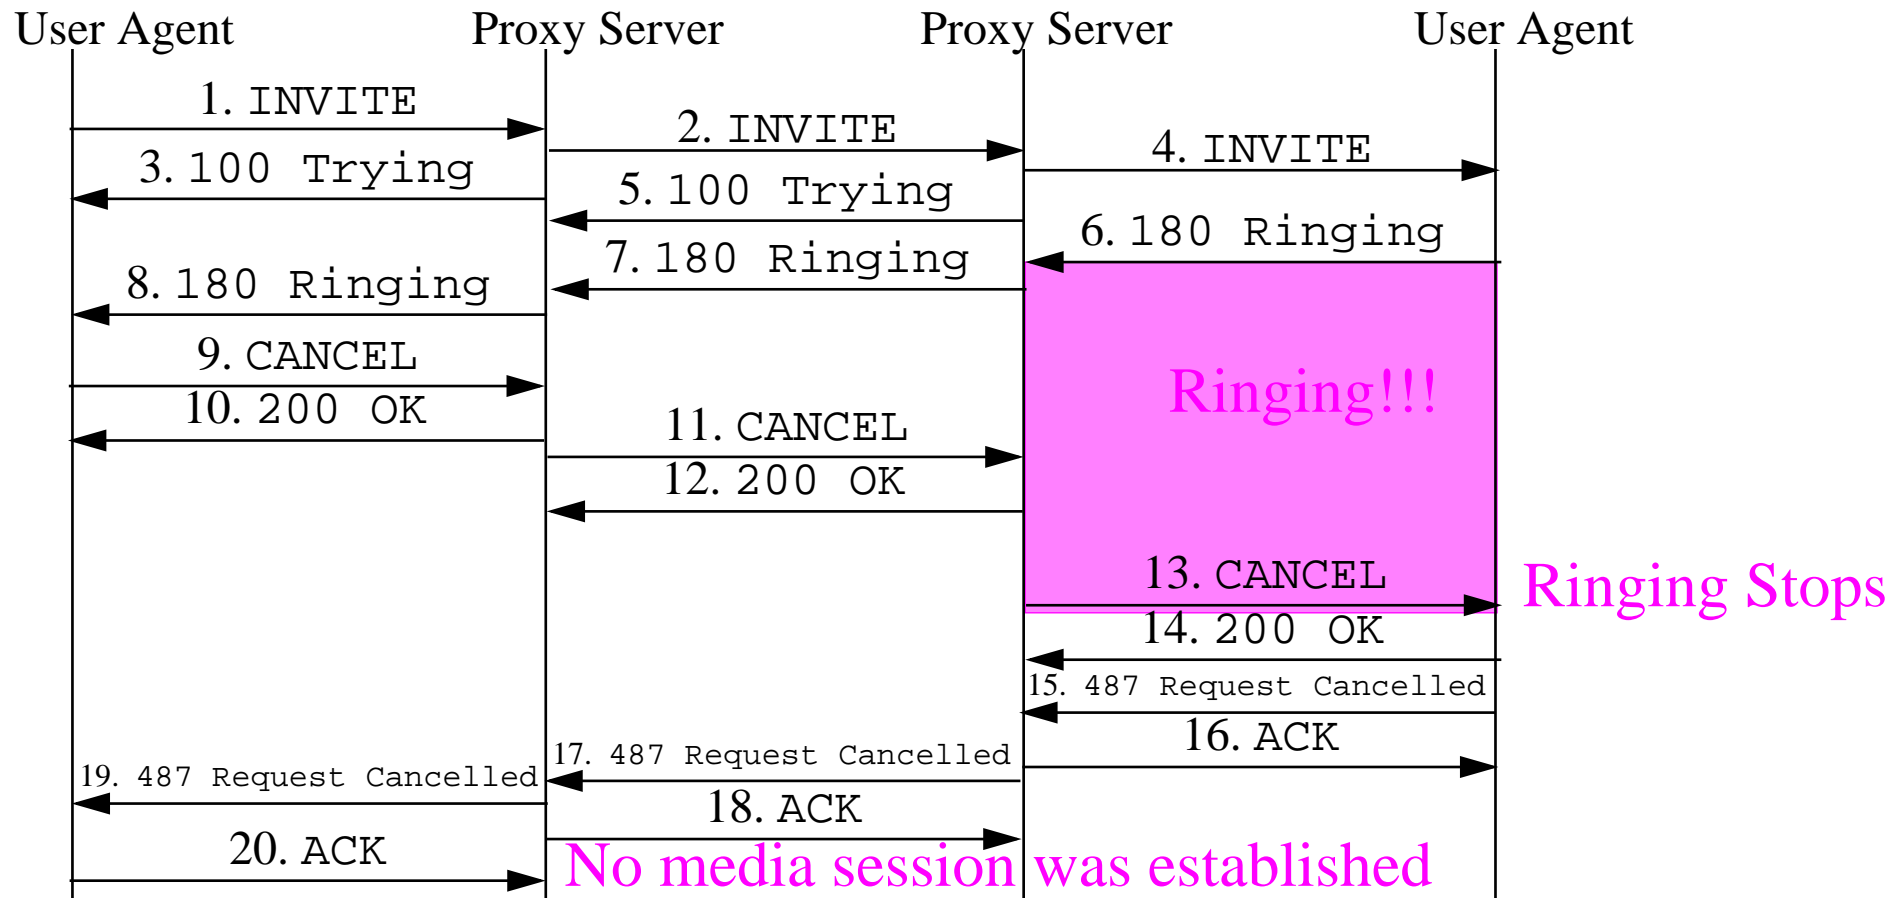 User Agent
Proxy Server
Proxy Server
User Agent
1. INVITE
2. INVITE
3. 100 Trying
4. INVITE
5. 100 Trying
6. 180 Ringing
7. 180 Ringing
8. 180 Ringing
9. CANCEL
10. 200 OK
Ringing!!!
11. CANCEL
12. 200 OK
13. CANCEL
Ringing Stops
14. 200 OK
15. 487 Request Cancelled
16. ACK
17. 487 Request Cancelled
18. ACK
19. 487 Request Cancelled
20. ACK
No media session was established